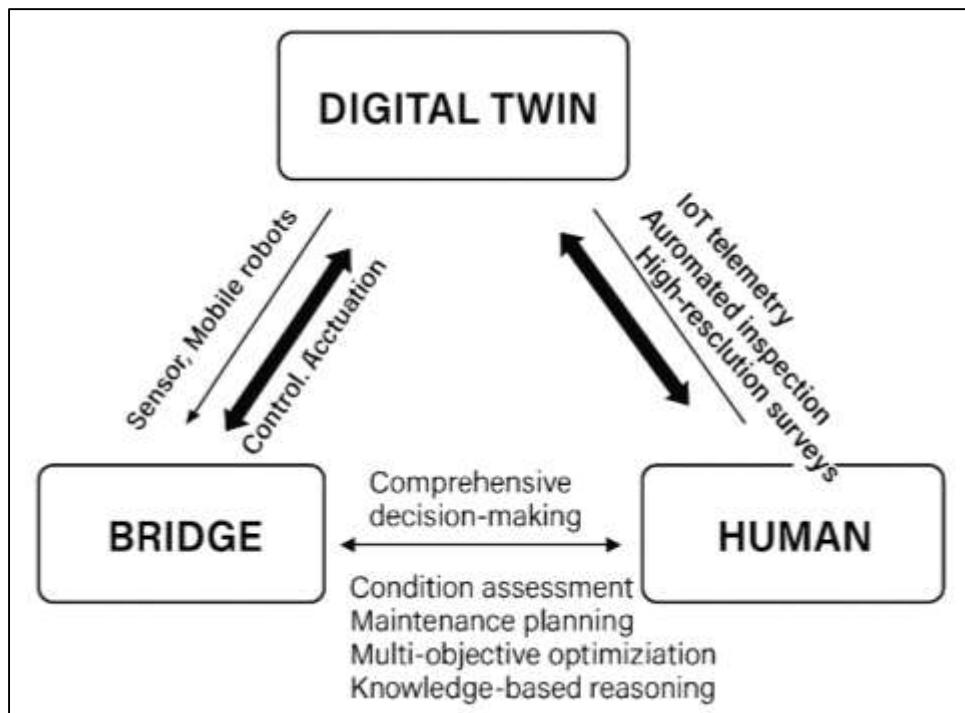 DIGITAL TWIN
Sensor, Mobile robots
Control. Acctuation
IoT telemetry
Auromated inspection
High-resclution surveys
BRIDGE
Comprehensive
decision-making
HUMAN
Condition assessment
Maintenance planning
Multi-objective optimiziation
Knowledge-based reasoning